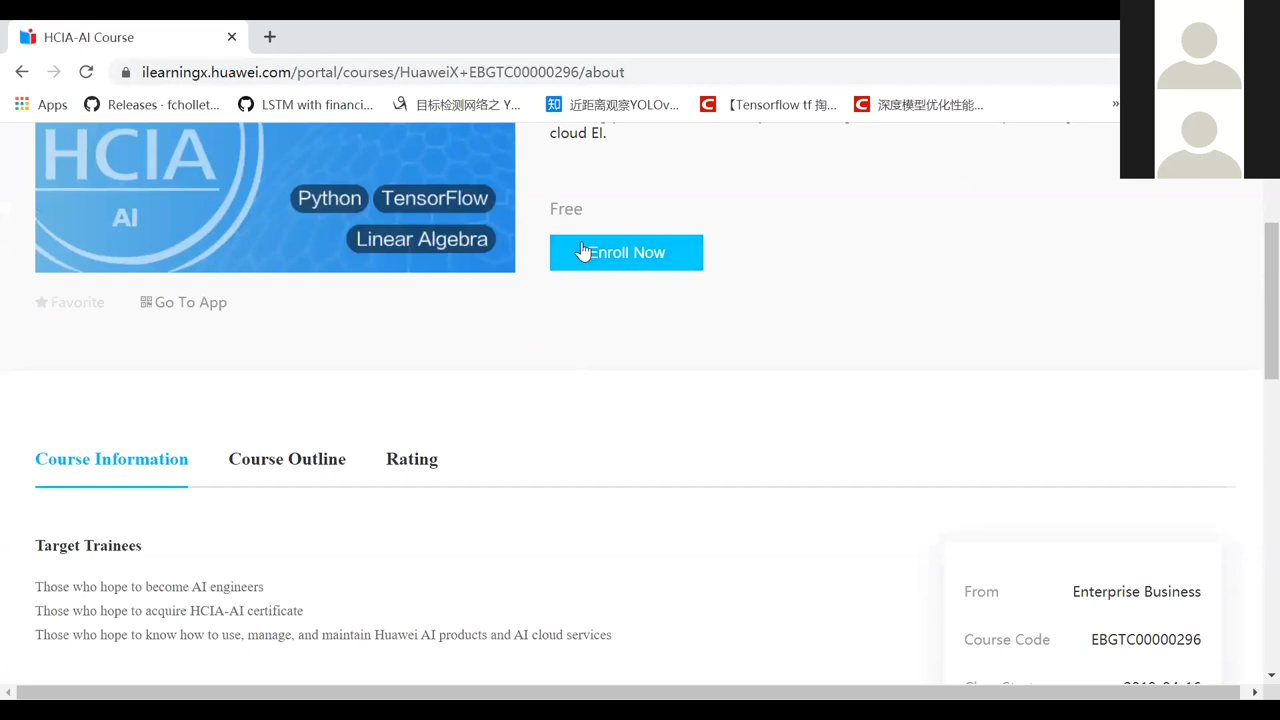 HCIA-AI Course
ilearningx.huawei.com/portal/courses/HuaweiX+EBGTC00000296/about
Apps
Releases · fchollet...
LSTM with financi...
目标检测网络之 Y...
近距离观察YOLOv...
【Tensorflow tf 掏...
深度模型优化性能...
»
HCIA
AI
Python
TensorFlow
Linear Algebra
cloud EI.
Free
Enroll Now
Favorite
Go To App
Course Information
Course Outline
Rating
Target Trainees
Those who hope to become AI engineers
Those who hope to acquire HCIA-AI certificate
Those who hope to know how to use, manage, and maintain Huawei AI products and AI cloud services
From Enterprise Business
Course Code EBGTC00000296